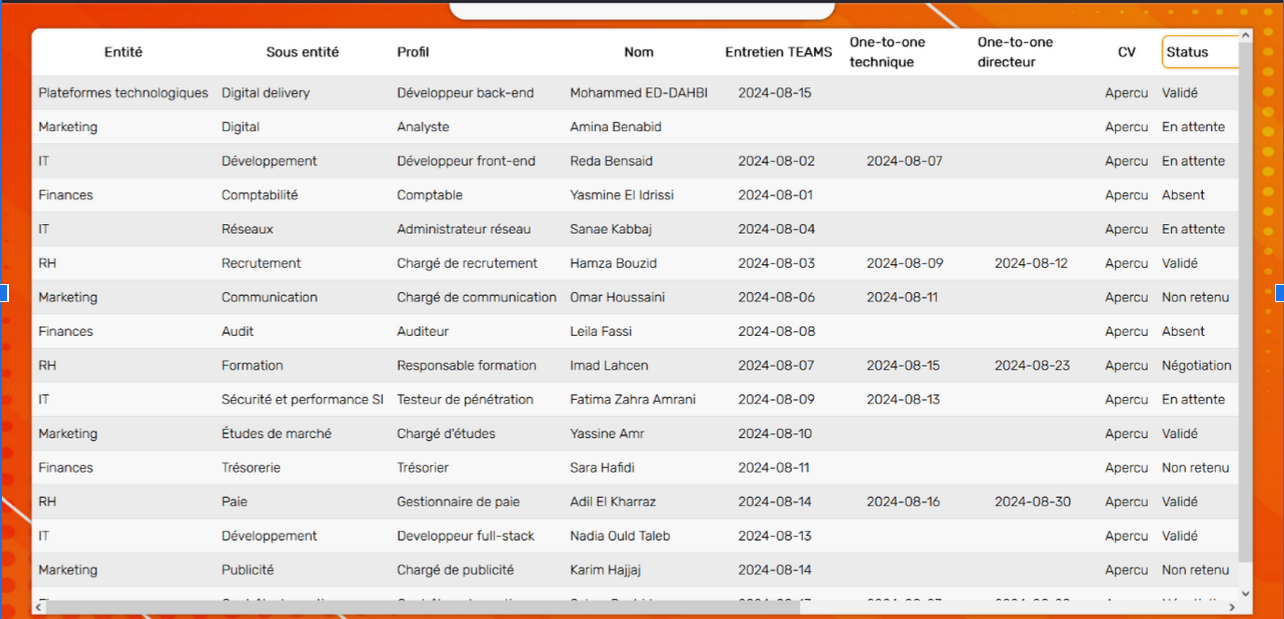 Entité Sous entité Profil Nom Entretien TEAMS One-to-one technique One-to-one directeur CV Status
Plateformes technologiques Digital delivery Développeur back-end Mohammed ED-DAHBI 2024-08-15 Apercu Validé
Marketing Digital Analyste Amina Benabid Apercu En attente
IT Développement Développeur front-end Reda Bensaid 2024-08-02 2024-08-07 Apercu En attente
Finances Comptabilité Comptable Yasmine El Idrissi 2024-08-01 Apercu Absent
IT Réseaux Administrateur réseau Sanae Kabbaj 2024-08-04 Apercu En attente
RH Recrutement Chargé de recrutement Hamza Bouzid 2024-08-03 2024-08-09 2024-08-12 Apercu Validé
Marketing Communication Chargé de communication Omar Houssaini 2024-08-06 2024-08-11 Apercu Non retenu
Finances Audit Auditeur Leila Fassi 2024-08-08 Apercu Absent
RH Formation Responsable formation Imad Lahcen 2024-08-07 2024-08-15 2024-08-23 Apercu Négotiation
IT Sécurité et performance SI Testeur de pénétration Fatima Zahra Amrani 2024-08-09 2024-08-13 Apercu En attente
Marketing Études de marché Chargé d'études Yassine Amr 2024-08-10 Apercu Validé
Finances Trésorerie Trésorier Sara Hafidi 2024-08-11 Apercu Non retenu
RH Paie Gestionnaire de paie Adil El Kharraz 2024-08-14 2024-08-16 2024-08-30 Apercu Validé
IT Développement Developpeur full-stack Nadia Ould Taleb 2024-08-13 Apercu Validé
Marketing Publicité Chargé de publicité Karim Hajjaj 2024-08-14 Apercu Non retenu